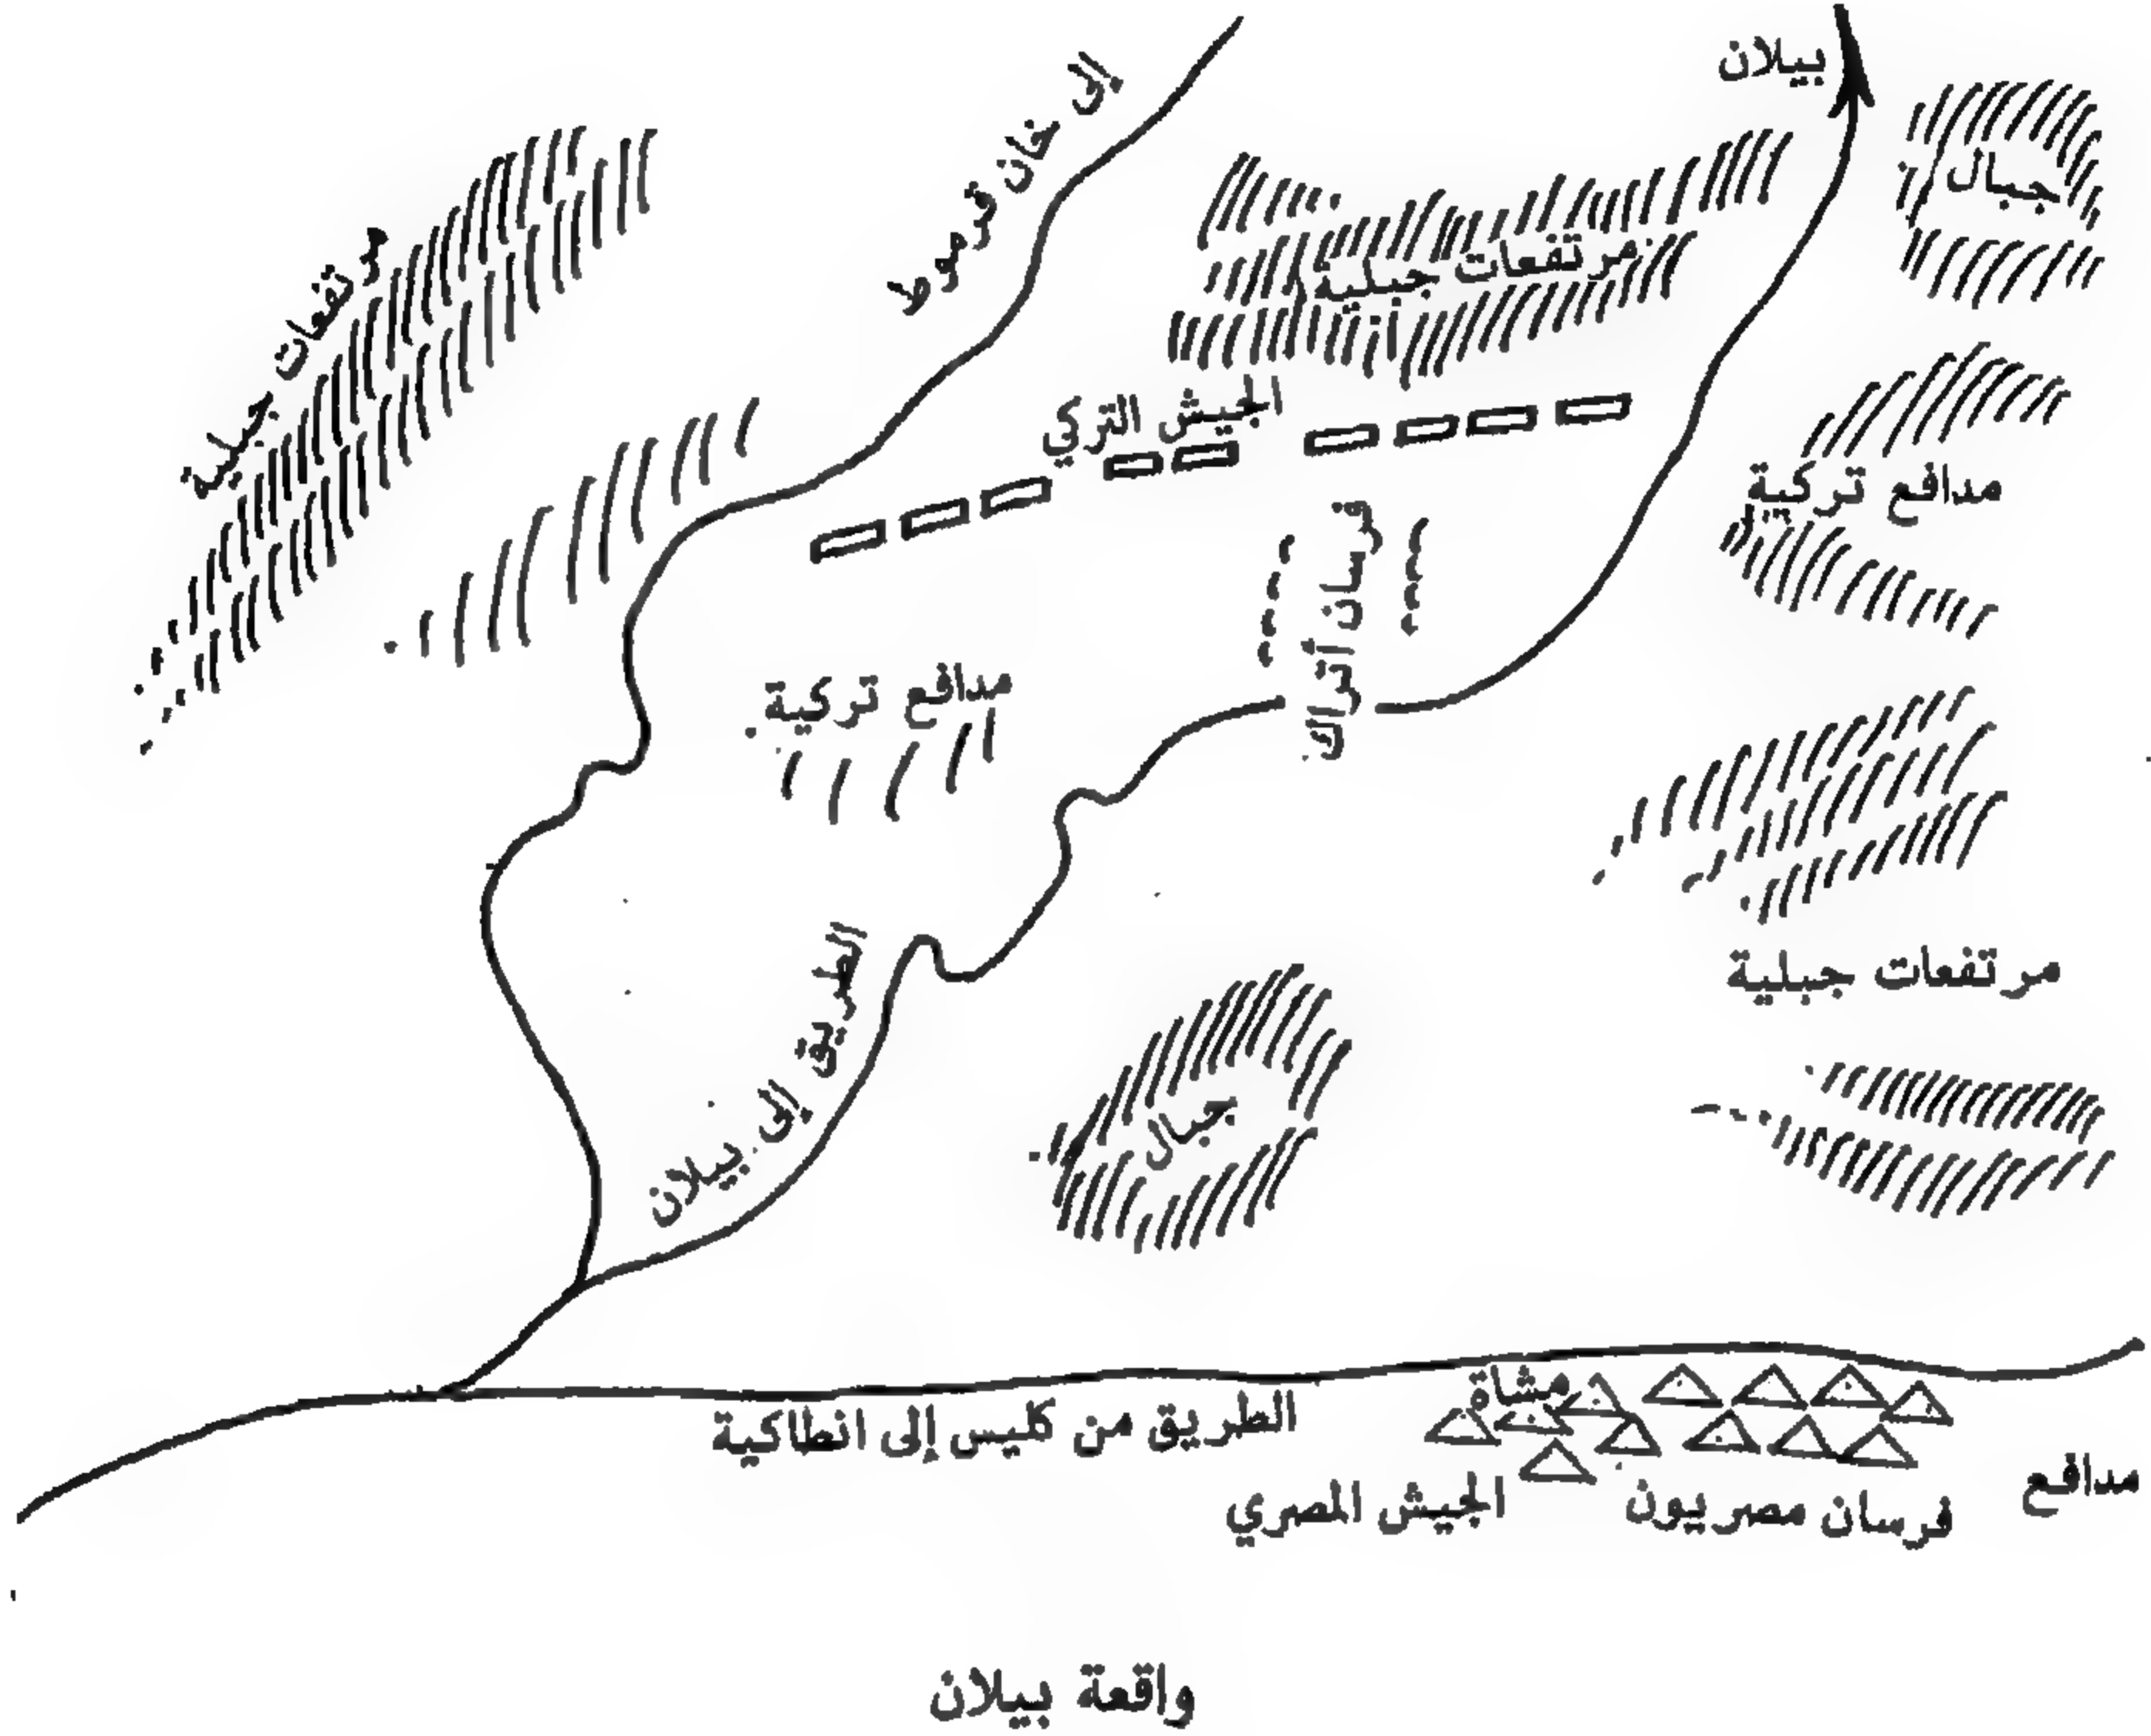 بيلان
إلى خان قرموط
جبال
مرتفعات جبلية
مرتفعات جبلية
الجيش التركي
مدافع تركية
فرسان أتراك
مدافع تركية
الطريق إلى بيلان
مرتفعات جبلية
جبال
مشاة
الطريق من كليس إلى انطاكية
مدافع
فرسان مصريون
الجيش المصري
واقعة بيلان